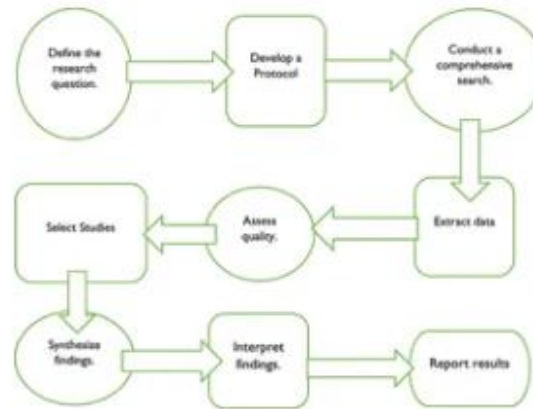 Define the
research
question.
Develop a
Protocol
Conduct a
comprehensive
search.
Extract data
Assess
quality.
Select Studies
Synthesize
findings.
Interpret
findings.
Report results